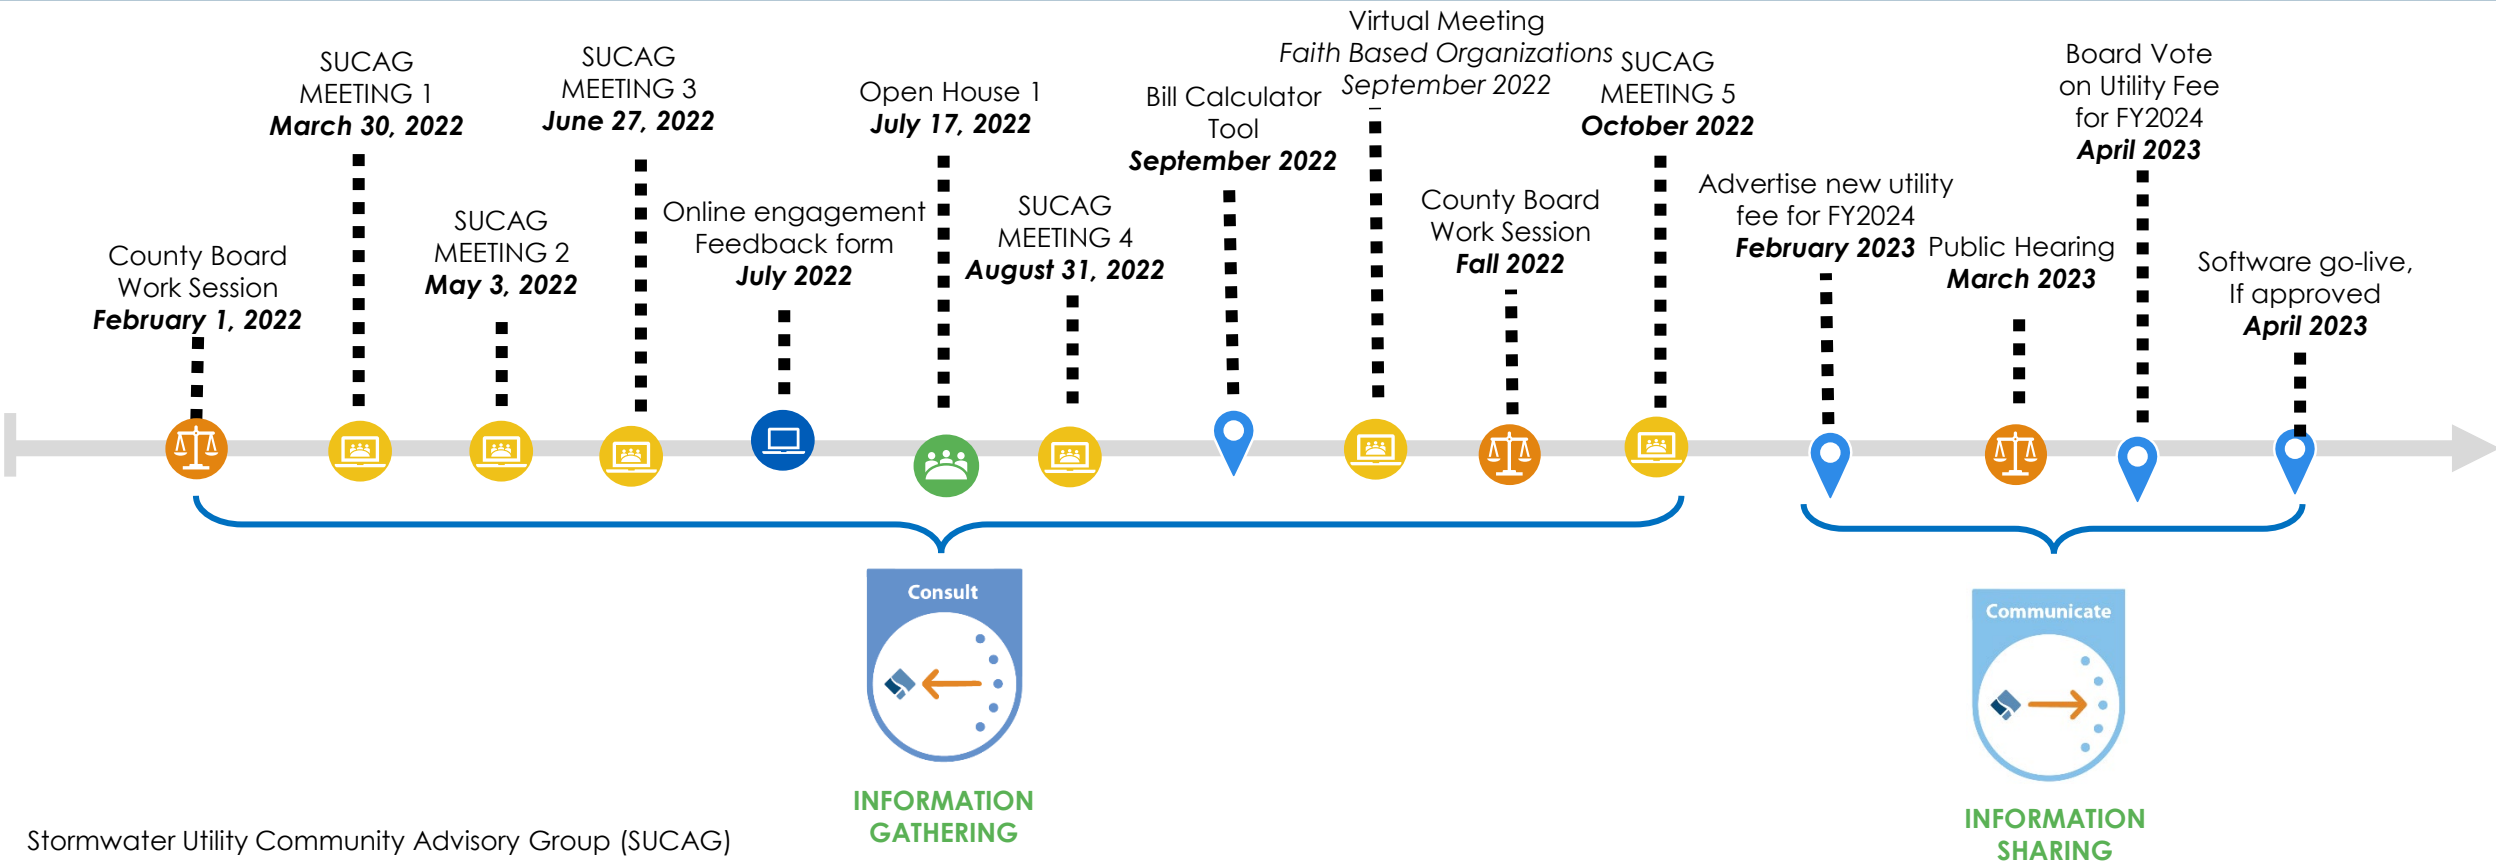 County Board
Work Session
February 1, 2022
SUCAG
MEETING 1
March 30, 2022
SUCAG
MEETING 2
May 3, 2022
SUCAG
MEETING 3
June 27, 2022
Online engagement
Feedback form
July 2022
Open House 1
July 17, 2022
SUCAG
MEETING 4
August 31, 2022
Bill Calculator
Tool
September 2022
Virtual Meeting
Faith Based Organizations
September 2022
County Board
Work Session
Fall 2022
SUCAG
MEETING 5
October 2022
Advertise new utility
fee for FY2024
February 2023
Public Hearing
March 2023
Board Vote
on Utility Fee
for FY2024
April 2023
Software go-live,
If approved
April 2023
Consult
INFORMATION
GATHERING
Communicate
INFORMATION
SHARING
Stormwater Utility Community Advisory Group (SUCAG)